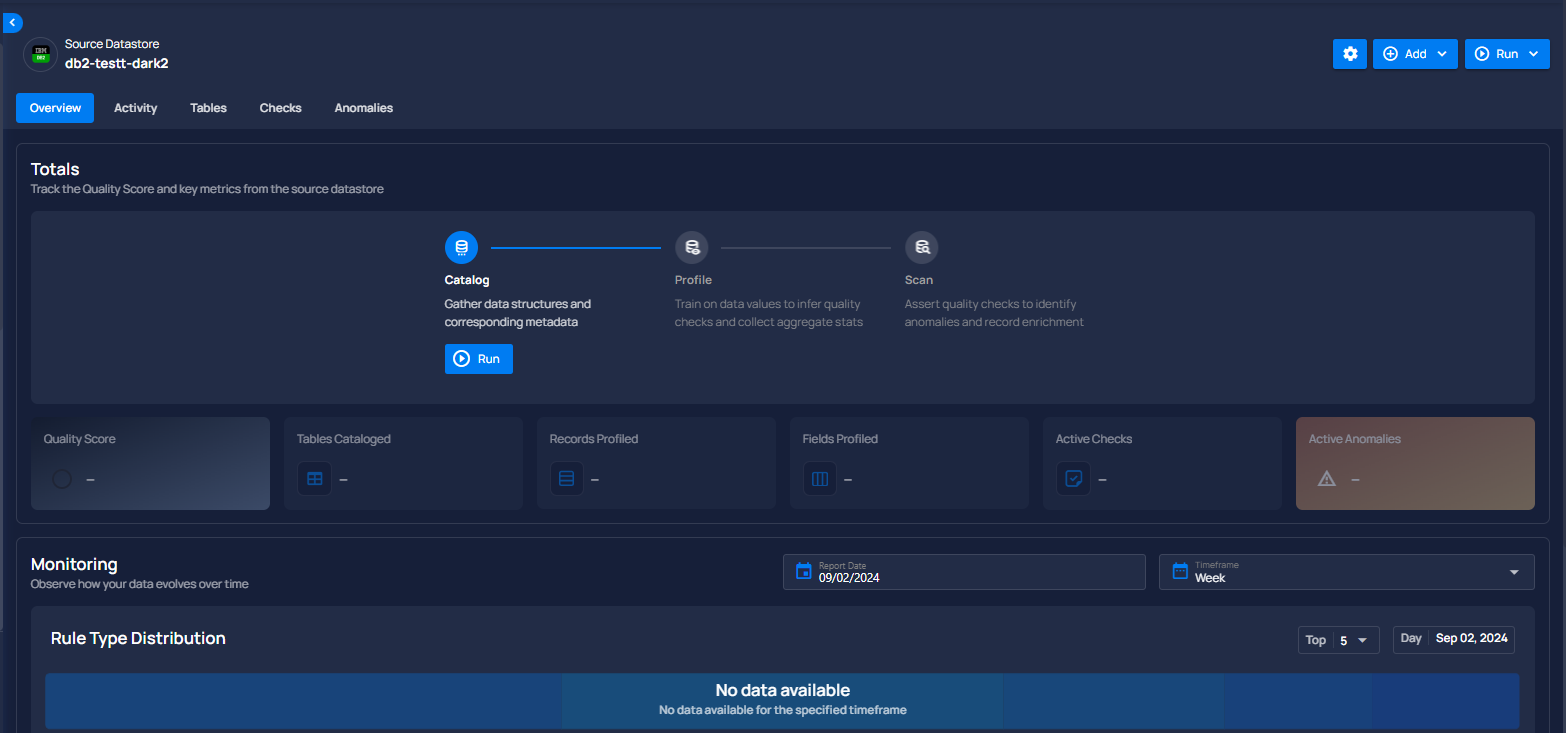 IBM
DB2
Source Datastore
db2-testt-dark2
Add
Run
Overview
Activity
Tables
Checks
Anomalies
Totals
Track the Quality Score and key metrics from the source datastore
Catalog
Gather data structures and
corresponding metadata
Run
Profile
Train on data values to infer quality
checks and collect aggregate stats
Scan
Assert quality checks to identify
anomalies and record enrichment
Quality Score
–
Tables Cataloged
–
Records Profiled
–
Fields Profiled
–
Active Checks
–
Active Anomalies
–
Monitoring
Observe how your data evolves over time
Report Date
09/02/2024
Timeframe
Week
Rule Type Distribution
Top 5
Day Sep 02, 2024
No data available
No data available for the specified timeframe